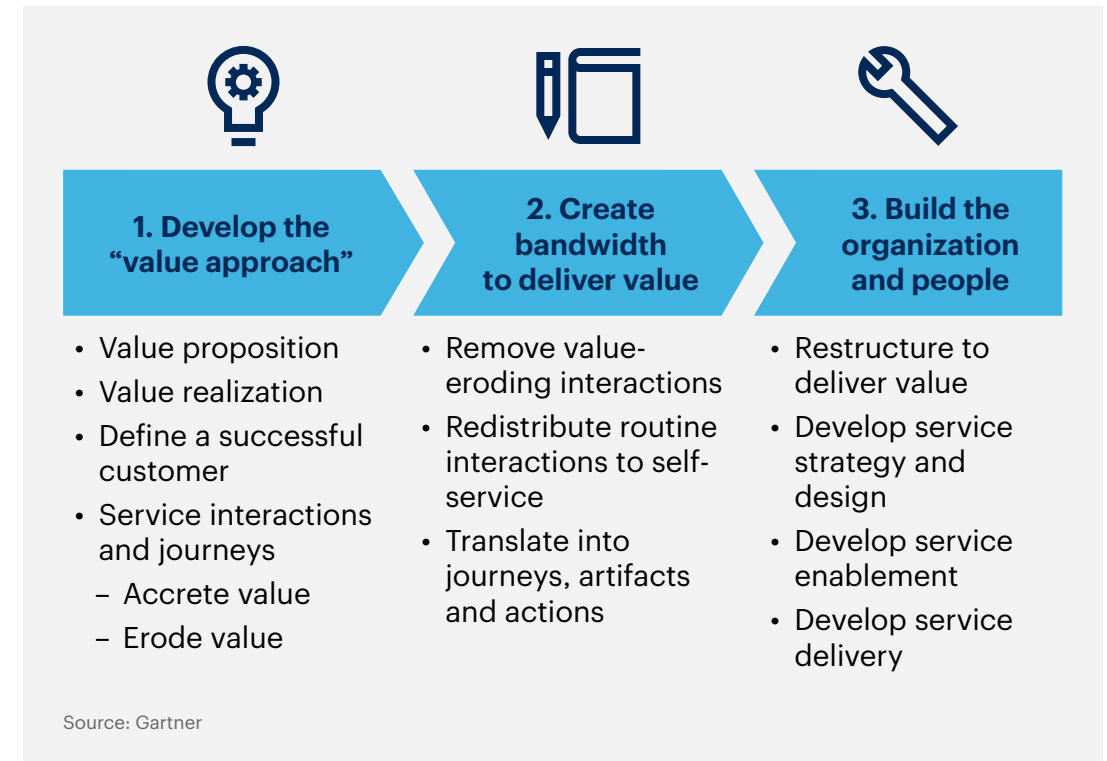 1. Develop the
“value approach”
2. Create
bandwidth
to deliver value
3. Build the
organization
and people
• Value proposition
• Value realization
• Define a successful
customer
• Service interactions
and journeys
– Accrete value
– Erode value
• Remove value-
eroding interactions
• Redistribute routine
interactions to self-
service
• Translate into
journeys, artifacts
and actions
• Restructure to
deliver value
• Develop service
strategy and
design
• Develop service
enablement
• Develop service
delivery
Source: Gartner